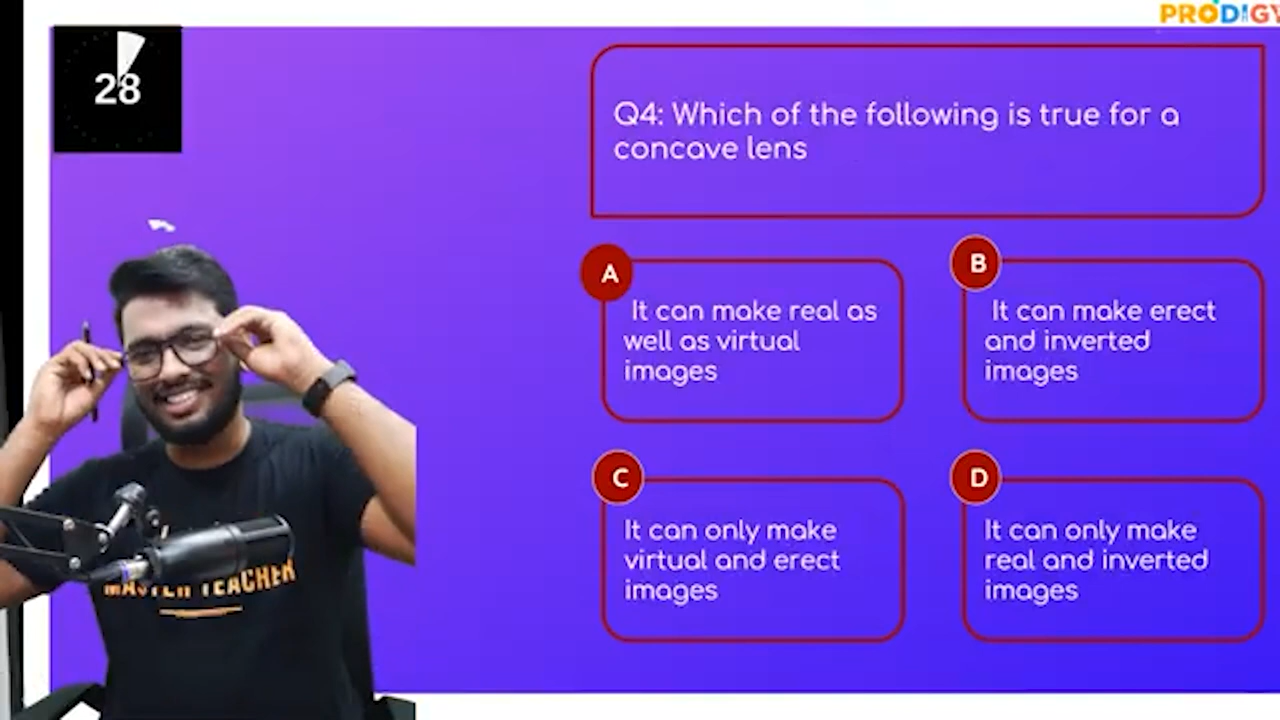 PRODIGY
28
Q4: Which of the following is true for a
concave lens
A
It can make real as
well as virtual
images
B
It can make erect
and inverted
images
C
It can only make
virtual and erect
images
D
It can only make
real and inverted
images
MASTER TEACHER